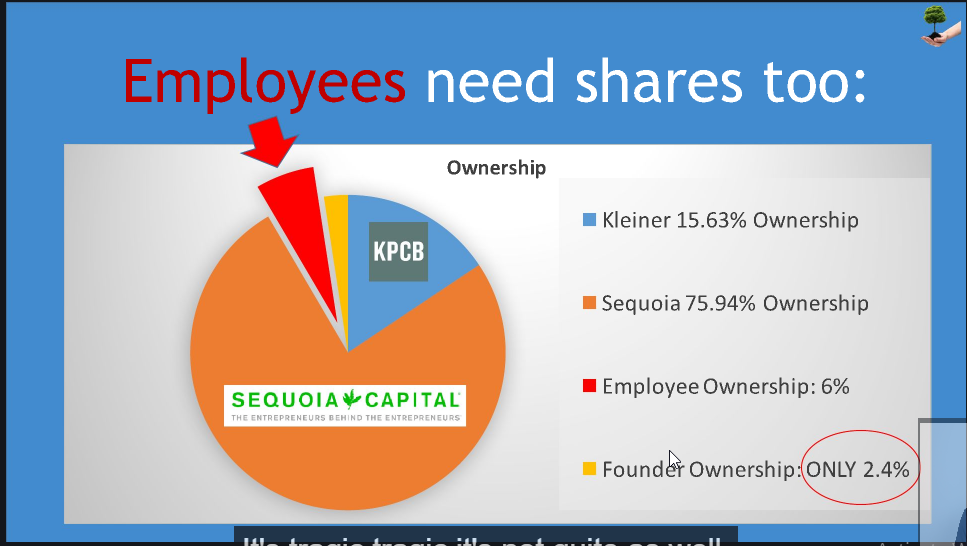 Employees need shares too:
Ownership
KPCB
Kleiner 15.63% Ownership
Sequoia 75.94% Ownership
Employee Ownership: 6%
Founder Ownership: ONLY 2.4%
SEQUOIA CAPITAL
THE ENTREPRENEURS BEHIND THE ENTREPRENEURS
It's tragic tragic it's not quite as well